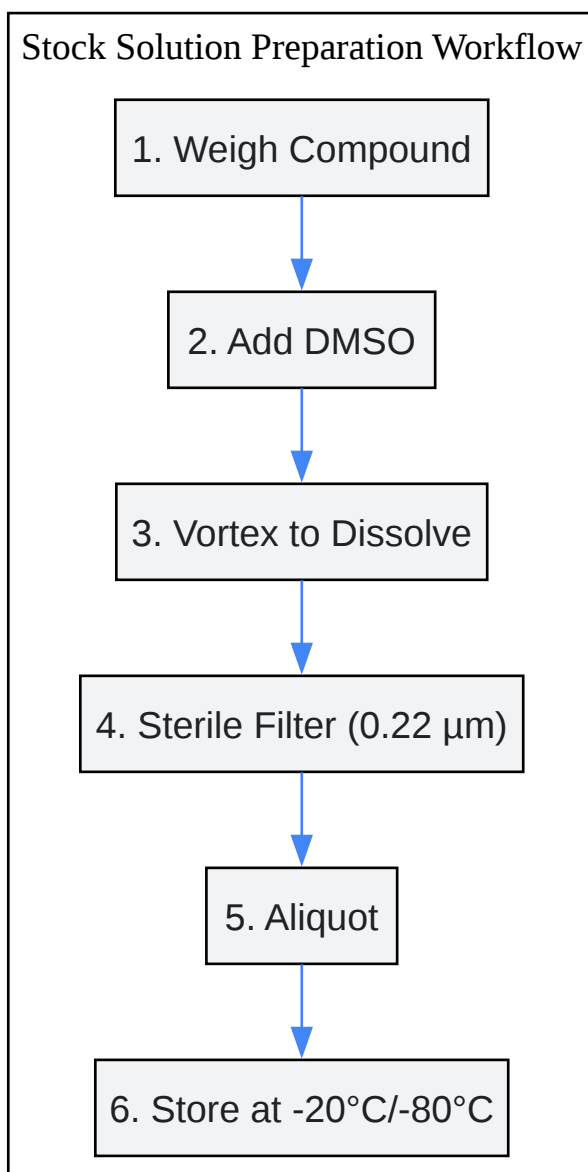 Stock Solution Preparation Workflow
1. Weigh Compound
2. Add DMSO
3. Vortex to Dissolve
4. Sterile Filter (0.22 µm)
5. Aliquot
6. Store at -20°C/-80°C